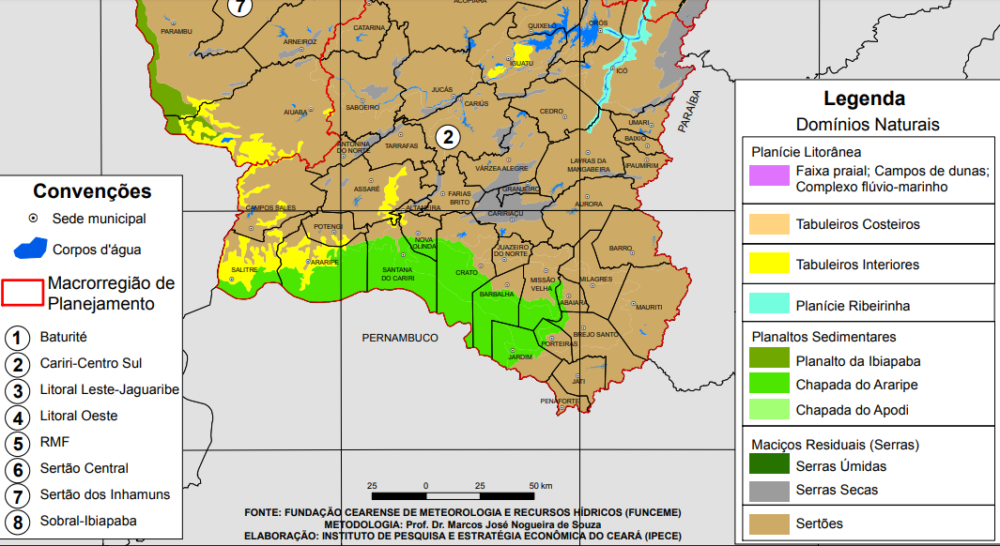 ACOPIARA
7
PARAMBU
CATARINA
QUIXELÔ
ORÓS
ARNEIROZ
IGUATU
ICÓ
JUCÁS
CARIÚS
SABOEIRO
AIUABA
CEDRO
UMARI
BAIXIO
PARAÍBA
2
ANTONINA
DO NORTE
TARRAFAS
LAVRAS DA
MANGABEIRA
IPAUMIRIM
VÁRZEA ALEGRE
ASSARÉ
GRANJEIRO
FARIAS
BRITO
AURORA
CAMPOS SALES
ALTANEIRA
CARIRIAÇU
POTENGI
NOVA
OLINDA
JUAZEIRO
DO NORTE
BARRO
SALITRE
ARARIPE
SANTANA
DO CARIRI
CRATO
MISSÃO
VELHA
MILAGRES
BARBALHA
ABAIARA
MAURITI
PERNAMBUCO
BREJO SANTO
PORTEIRAS
JARDIM
JATI
PENAFORTE
Convenções
Sede municipal
Corpos d'água
Macrorregião de
Planejamento
1 Baturité
2 Cariri-Centro Sul
3 Litoral Leste-Jaguaribe
4 Litoral Oeste
5 RMF
6 Sertão Central
7 Sertão dos Inhamuns
8 Sobral-Ibiapaba
Legenda
Domínios Naturais
Planície Litorânea
Faixa praial; Campos de dunas;
Complexo flúvio-marinho
Tabuleiros Costeiros
Tabuleiros Interiores
Planície Ribeirinha
Planaltos Sedimentares
Planalto da Ibiapaba
Chapada do Araripe
Chapada do Apodi
Maciços Residuais (Serras)
Serras Úmidas
Serras Secas
Sertões
25 0 25 50 km
FONTE: FUNDAÇÃO CEARENSE DE METEOROLOGIA E RECURSOS HÍDRICOS (FUNCEME)
METODOLOGIA: Prof. Dr. Marcos José Nogueira de Souza
ELABORAÇÃO: INSTITUTO DE PESQUISA E ESTRATÉGIA ECONÔMICA DO CEARÁ (IPECE)